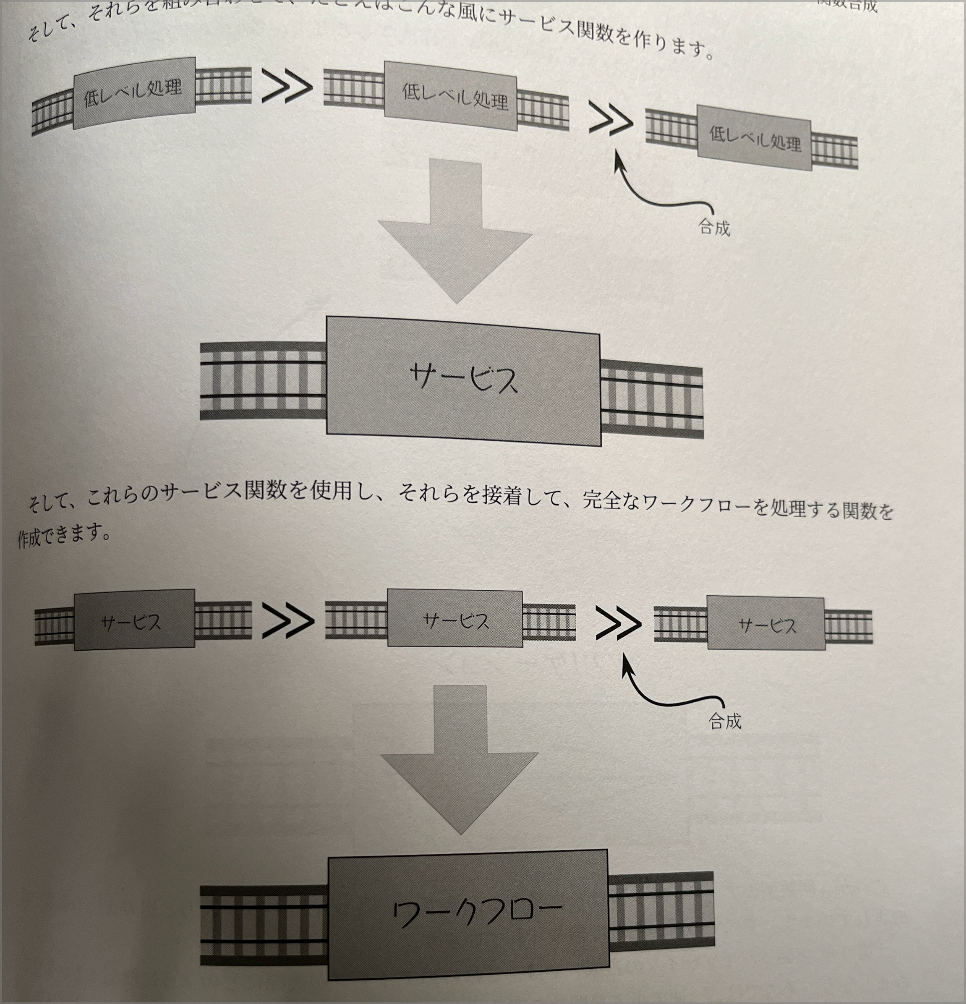 関数合成
そして、それらを組み合わせて、たとえばこんな風にサービス関数を作ります。
低レベル処理 >> 低レベル処理 >> 低レベル処理
合成
サービス
そして、これらのサービス関数を使用し、それらを接着して、完全なワークフローを処理する関数を
作成できます。
サービス >> サービス >> サービス
合成
ワークフロー